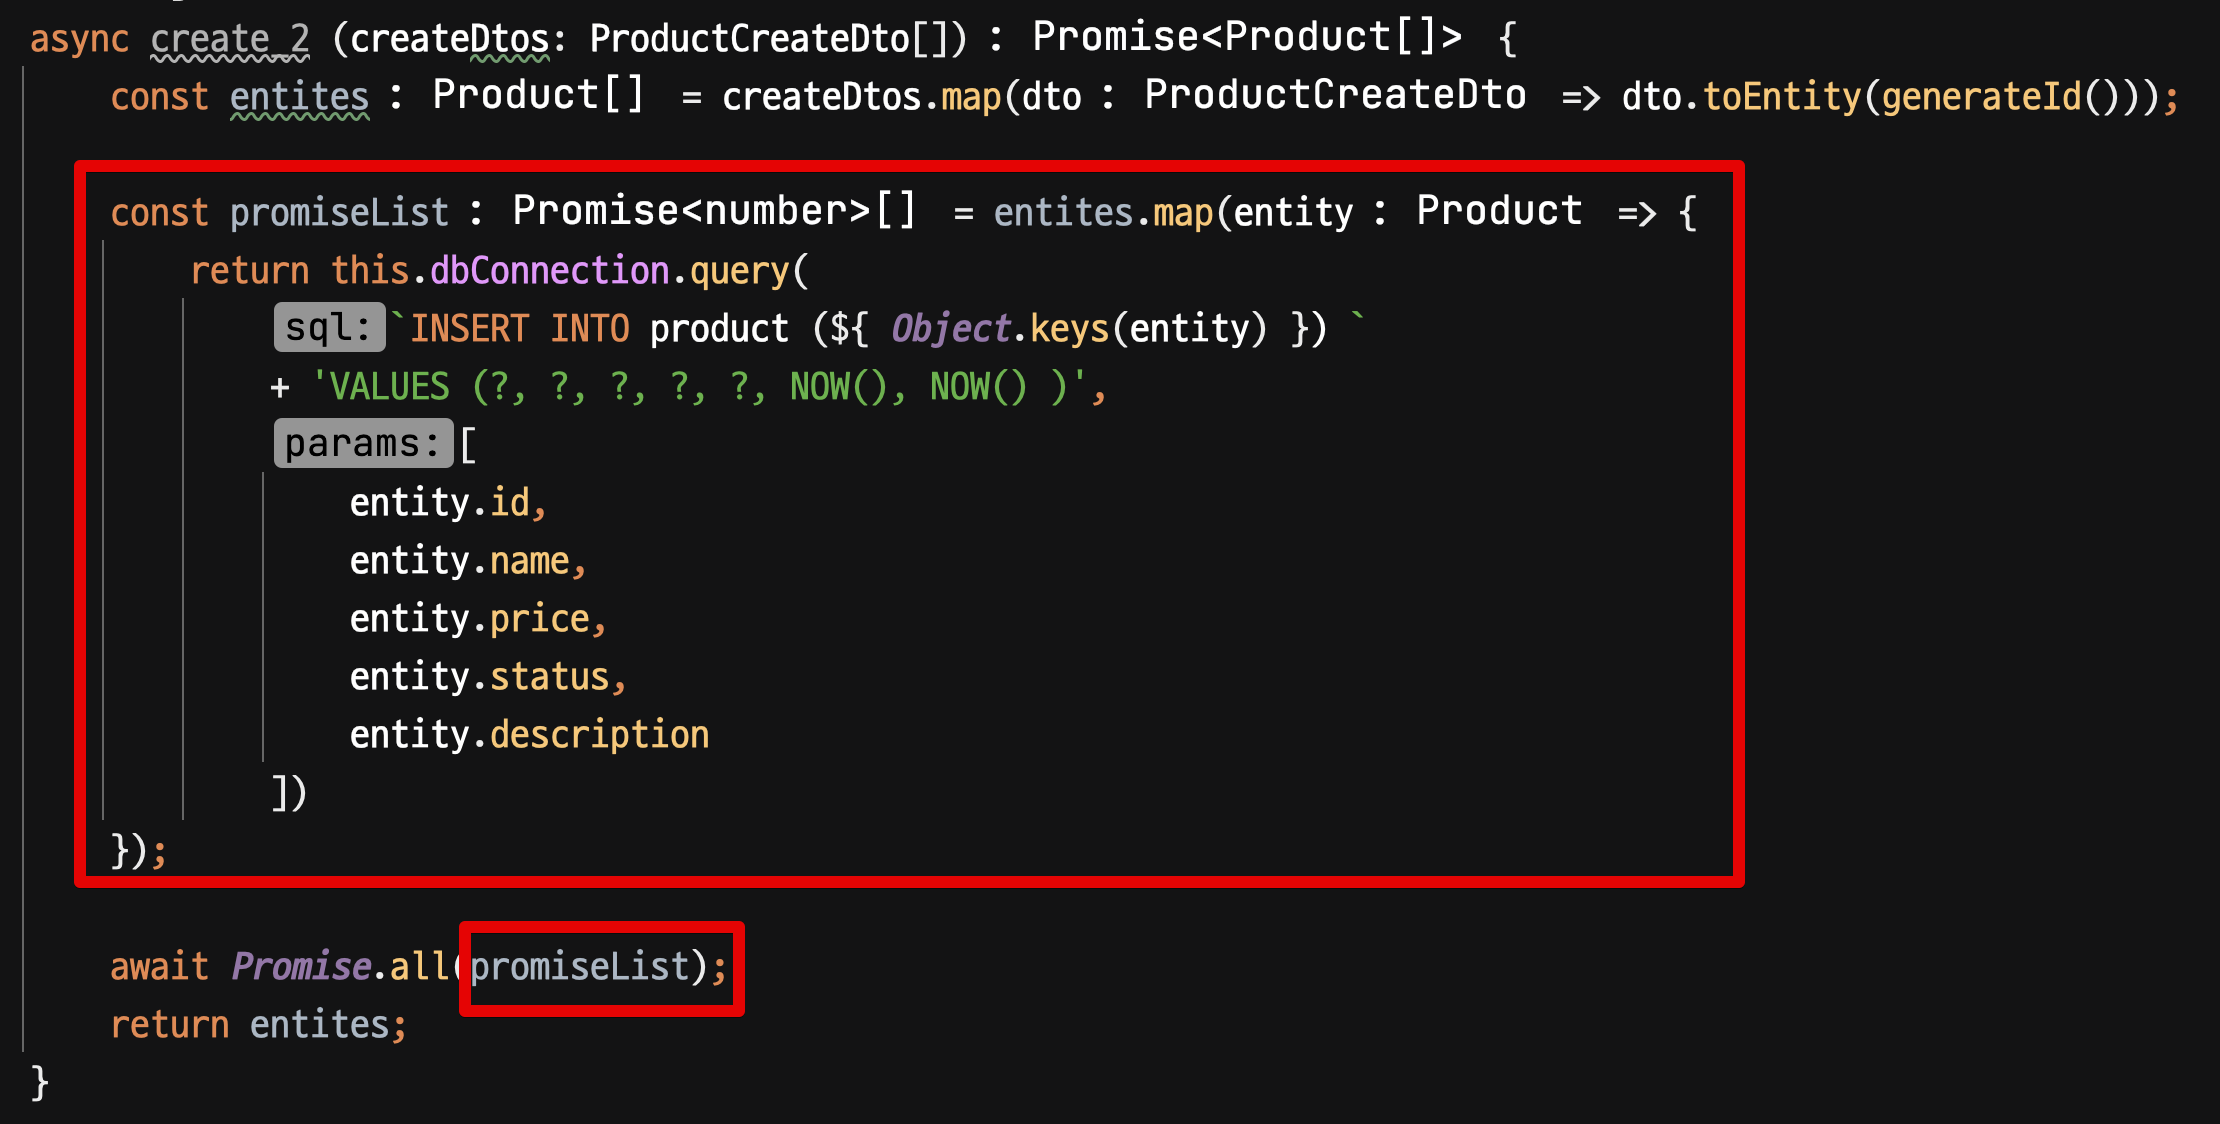 async create_2 (createDtos: ProductCreateDto[]) : Promise<Product[]> {
const entites : Product[] = createDtos.map(dto : ProductCreateDto => dto.toEntity(generateId()));
const promiseList : Promise<number>[] = entites.map(entity : Product => {
return this.dbConnection.query(
sql: `INSERT INTO product (${ Object.keys(entity) }) `
+ 'VALUES (?, ?, ?, ?, ?, NOW(), NOW() )',
params: [
entity.id,
entity.name,
entity.price,
entity.status,
entity.description
])
});
await Promise.all(promiseList);
return entites;
}